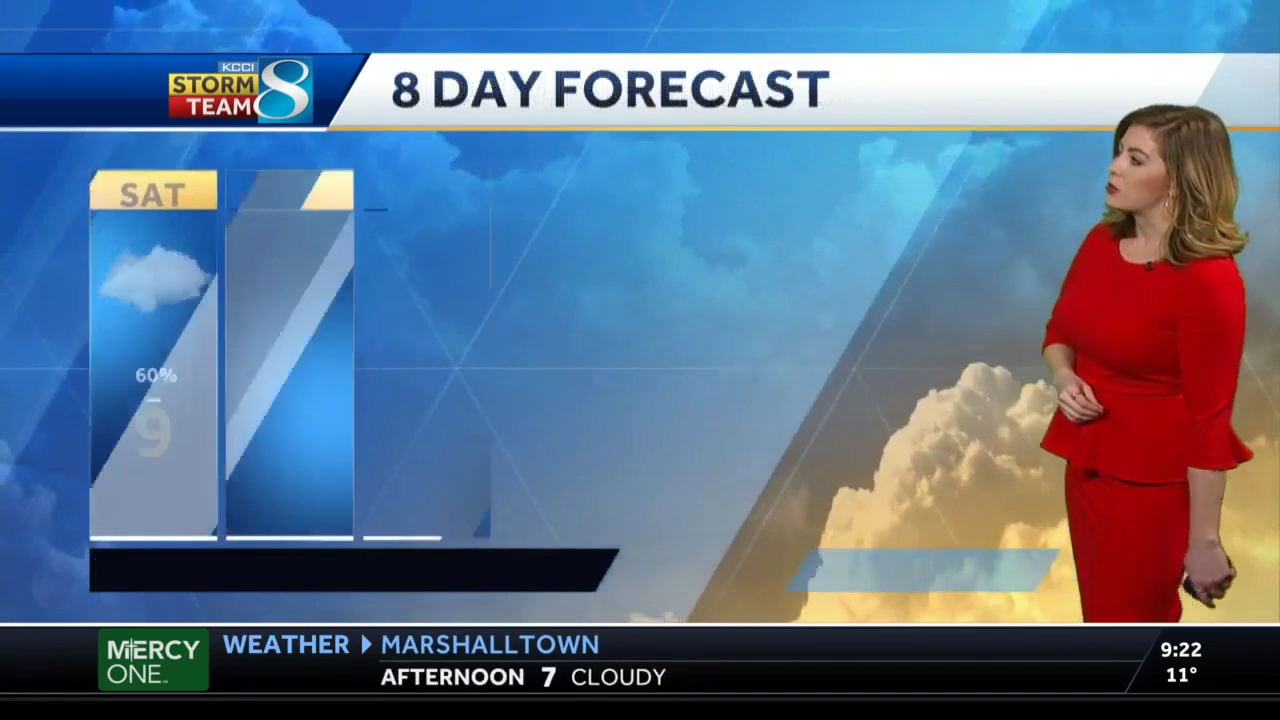 KCCI
STORM
TEAM 8
8 DAY FORECAST
SAT
60%
9
MERCY
ONE
WEATHER MARSHALLTOWN
AFTERNOON 7 CLOUDY
9:22
11°